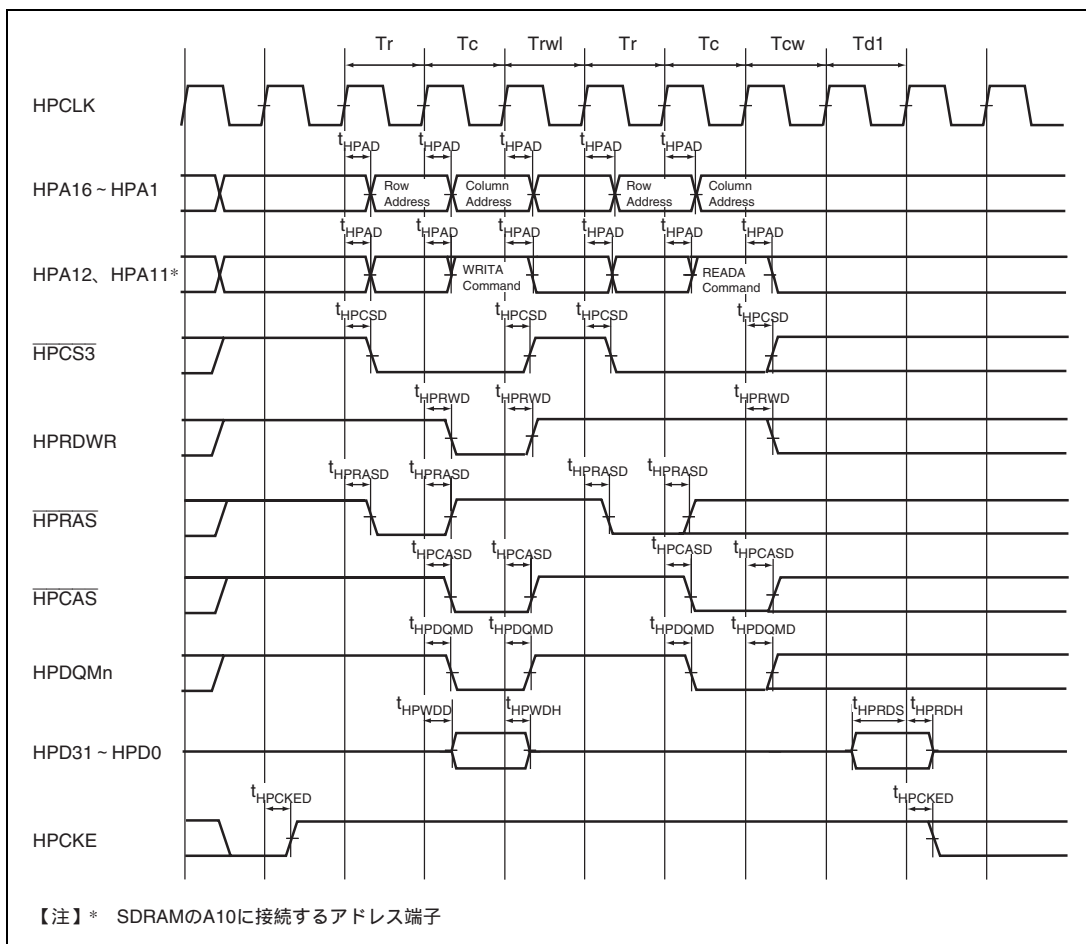 Tr Tc Trwl Tr Tc Tcw Td1
HPCLK
tHPAD tHPAD tHPAD tHPAD tHPAD
HPA16 ~ HPA1
Row Address Column Address Row Address Column Address
tHPAD tHPAD tHPAD tHPAD tHPAD tHPAD
HPA12、HPA11*
WRITA Command READA Command
tHPCSD tHPCSD tHPCSD tHPCSD
HPCS3
tHPRWD tHPRWD tHPRWD
HPRDWR
tHPRASD tHPRASD tHPRASD tHPRASD
HPRAS
tHPCASD tHPCASD tHPCASD tHPCASD
HPCAS
tHPDQMD tHPDQMD tHPDQMD tHPDQMD
HPDQMn
tHPWDD tHPWDH tHPRDS tHPRDH
HPD31 ~ HPD0
tHPCKED tHPCKED
HPCKE
【注】* SDRAMのA10に接続するアドレス端子